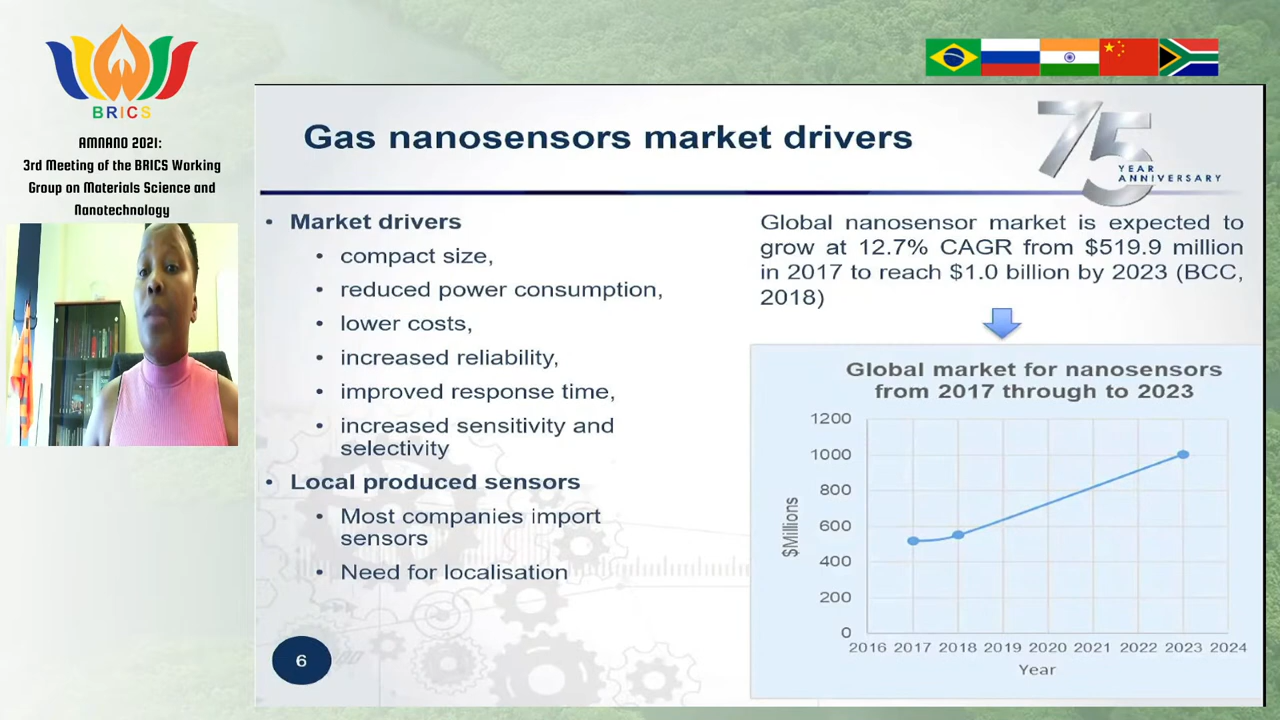 BRICS
AMNANO 2021:
3rd Meeting of the BRICS Working
Group on Materials Science and
Nanotechnology
Gas nanosensors market drivers
75
YEAR
ANNIVERSARY
• Market drivers
• compact size,
• reduced power consumption,
• lower costs,
• increased reliability,
• improved response time,
• increased sensitivity and
selectivity
• Local produced sensors
• Most companies import
sensors
• Need for localisation
6
Global nanosensor market is expected to
grow at 12.7% CAGR from $519.9 million
in 2017 to reach $1.0 billion by 2023 (BCC,
2018)
Global market for nanosensors
from 2017 through to 2023
$Millions
1200
1000
800
600
400
200
0
2016 2017 2018 2019 2020 2021 2022 2023 2024
Year